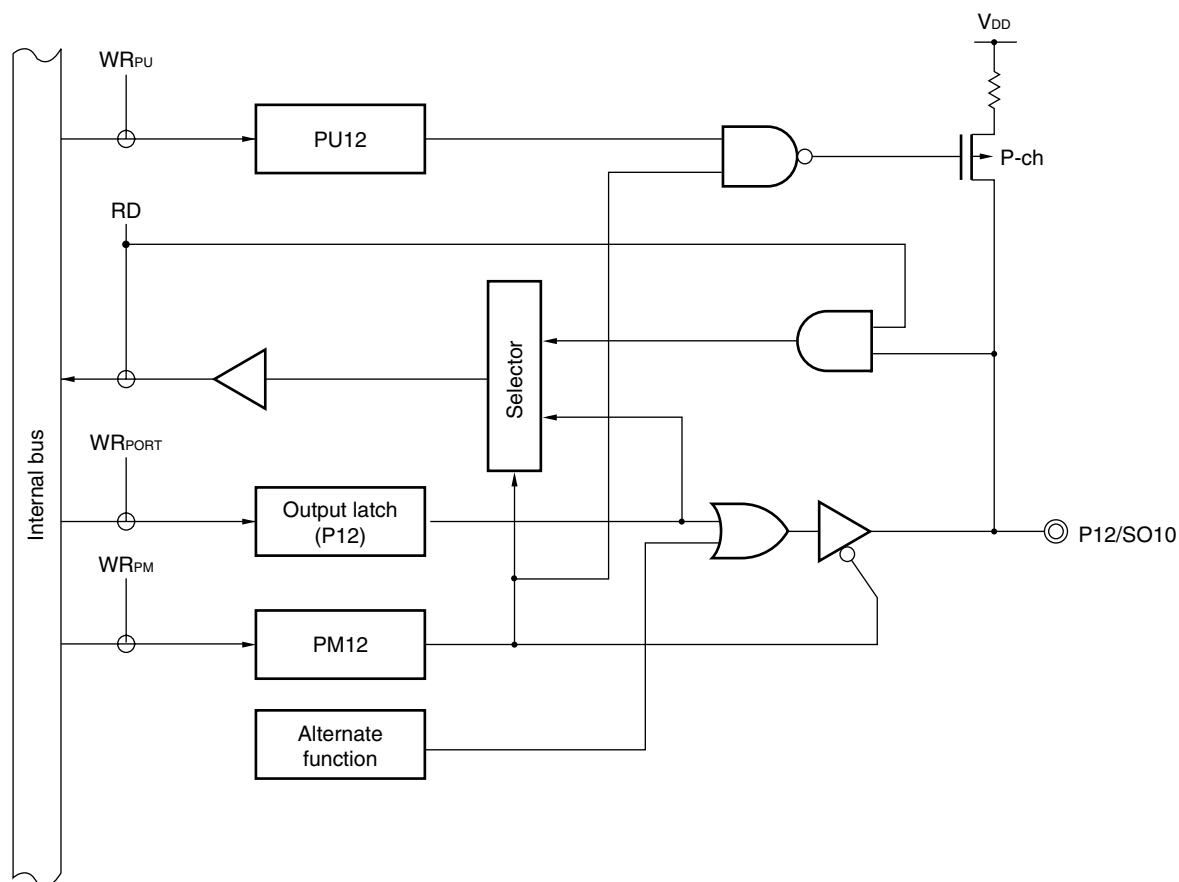 VDD
WRPU
PU12
P-ch
RD
Selector
Internal bus
WRPORT
Output latch
(P12)
P12/SO10
WRPM
PM12
Alternate
function